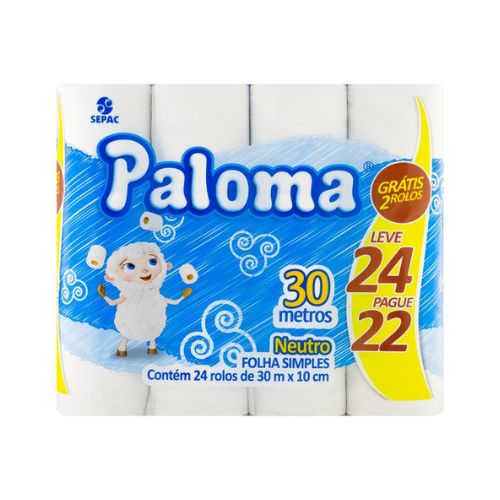 SEPAC
Paloma®
GRÁTIS
2 ROLOS
LEVE
24
PAGUE
22
30
metros
Neutro
FOLHA SIMPLES
Contém 24 rolos de 30 m x 10 cm